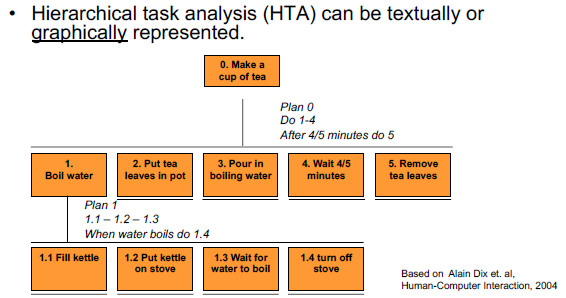 • Hierarchical task analysis (HTA) can be textually or
graphically represented.
0. Make a
cup of tea
Plan 0
Do 1-4
After 4/5 minutes do 5
1.
Boil water
2. Put tea
leaves in pot
3. Pour in
boiling water
4. Wait 4/5
minutes
5. Remove
tea leaves
Plan 1
1.1 – 1.2 – 1.3
When water boils do 1.4
1.1 Fill kettle
1.2 Put kettle
on stove
1.3 Wait for
water to boil
1.4 turn off
stove
Based on Alain Dix et. al,
Human-Computer Interaction, 2004